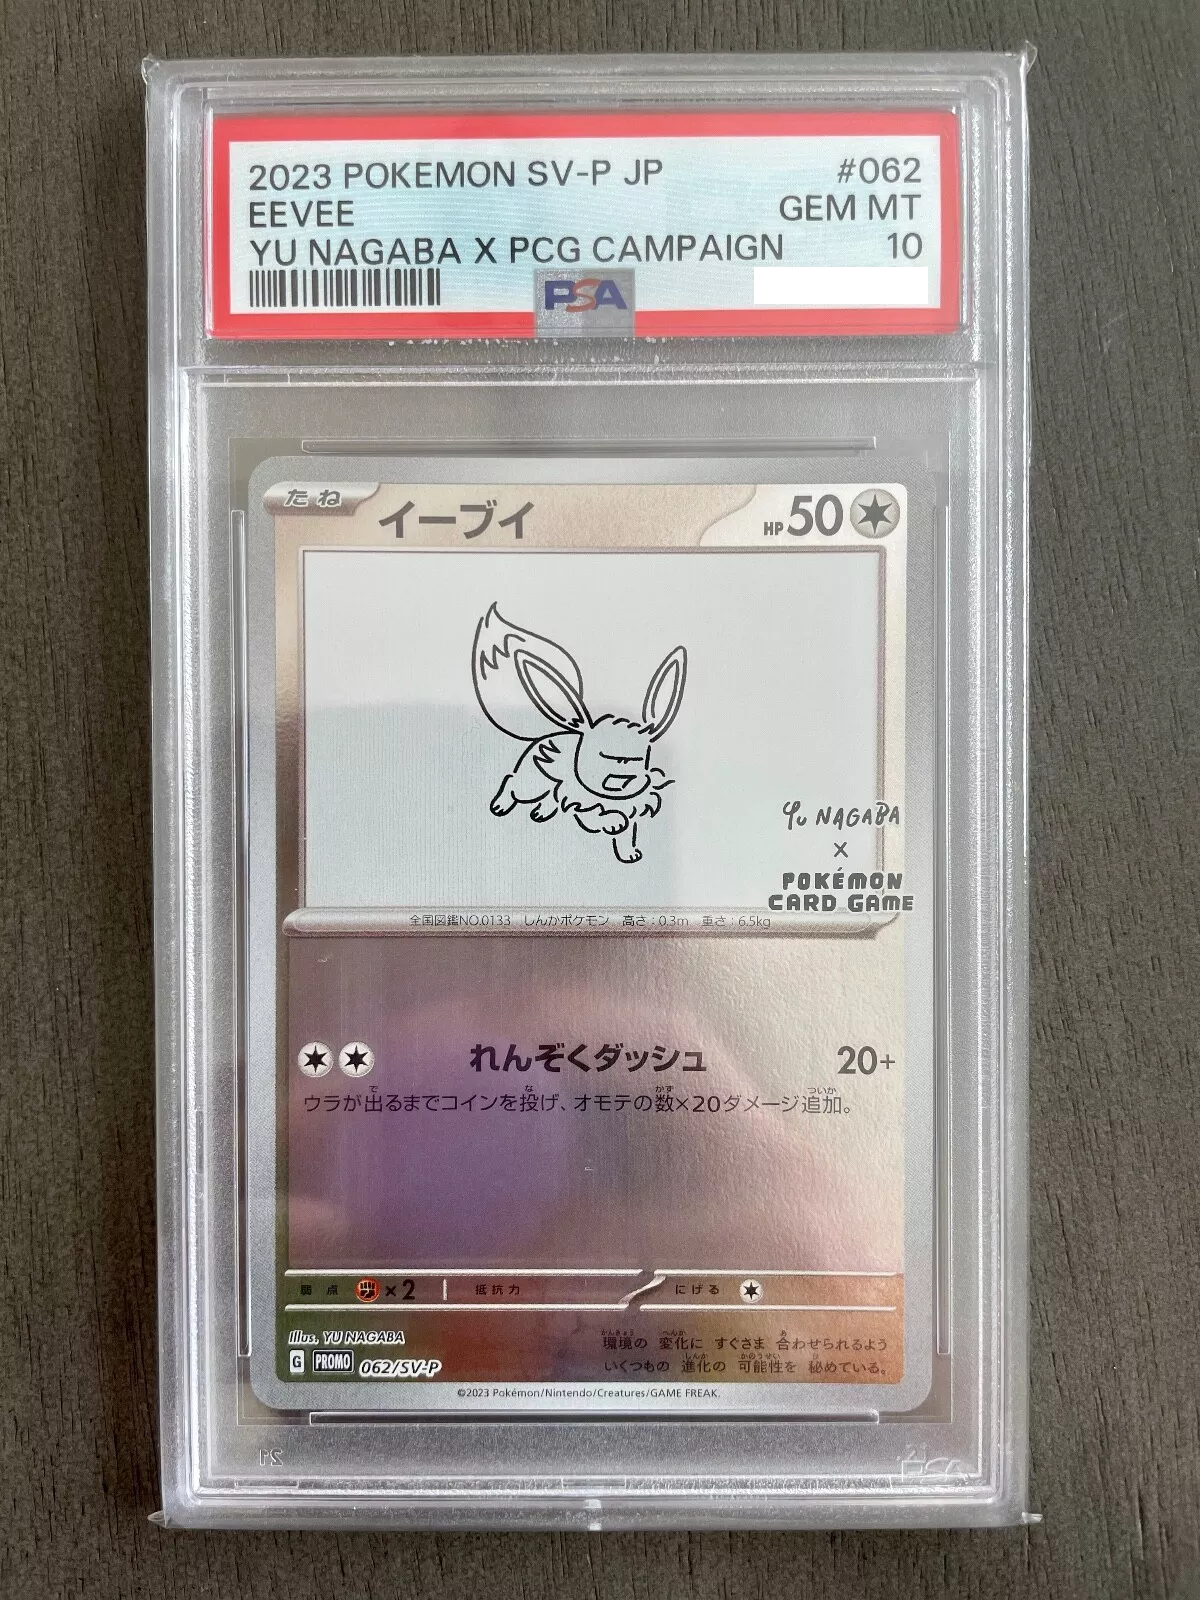 2023 POKEMON SV-P JP #062
EEVEE GEM MT
YU NAGABA X PCG CAMPAIGN 10
PSA
たね イーブイ HP50
Yu NAGABA
X
POKÉMON
CARD GAME
全国図鑑NO.0133 しんかポケモン 高さ:0.3m 重さ:6.5kg
れんぞくダッシュ 20+
ウラが出るまでコインを投げ、オモテの数×20ダメージ追加。
弱点 ×2 抵抗力 にげる
Illus. YU NAGABA
環境の 変化に すぐさま 合わせられるよう
G PROMO 062/SV-P
いくつもの 進化の 可能性を 秘めている。
©2023 Pokémon/Nintendo/Creatures/GAME FREAK.